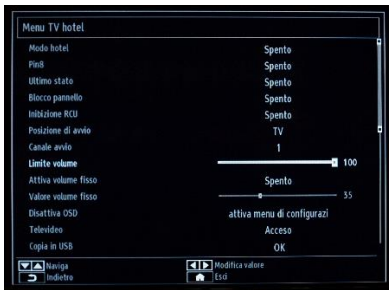 Menu TV hotel
Modo hotel Spento
Pin8 Spento
Ultimo stato Spento
Blocco pannello Spento
Inibizione RCU Spento
Posizione di avvio TV
Canale avvio 1
Limite volume 100
Attiva volume fisso Spento
Valore volume fisso 35
Disattiva OSD attiva menu di configurazi
Televideo Acceso
Copia in USB OK
Naviga Modifica valore
Indietro Esci